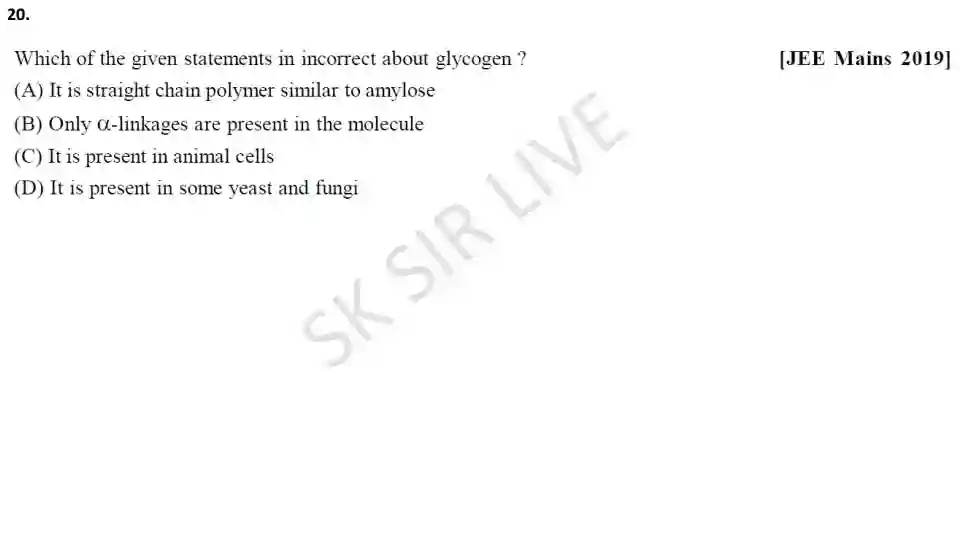 20.
Which of the given statements in incorrect about glycogen ? [JEE Mains 2019]
(A) It is straight chain polymer similar to amylose
(B) Only α-linkages are present in the molecule
(C) It is present in animal cells
(D) It is present in some yeast and fungi
SK SIR LIVE